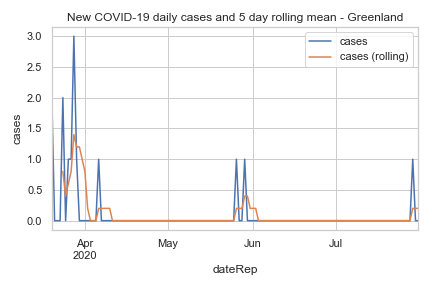 New COVID-19 daily cases and 5 day rolling mean - Greenland
cases
cases (rolling)
3.0
2.5
2.0
1.5
1.0
0.5
0.0
cases
Apr
2020
May
Jun
Jul
dateRep